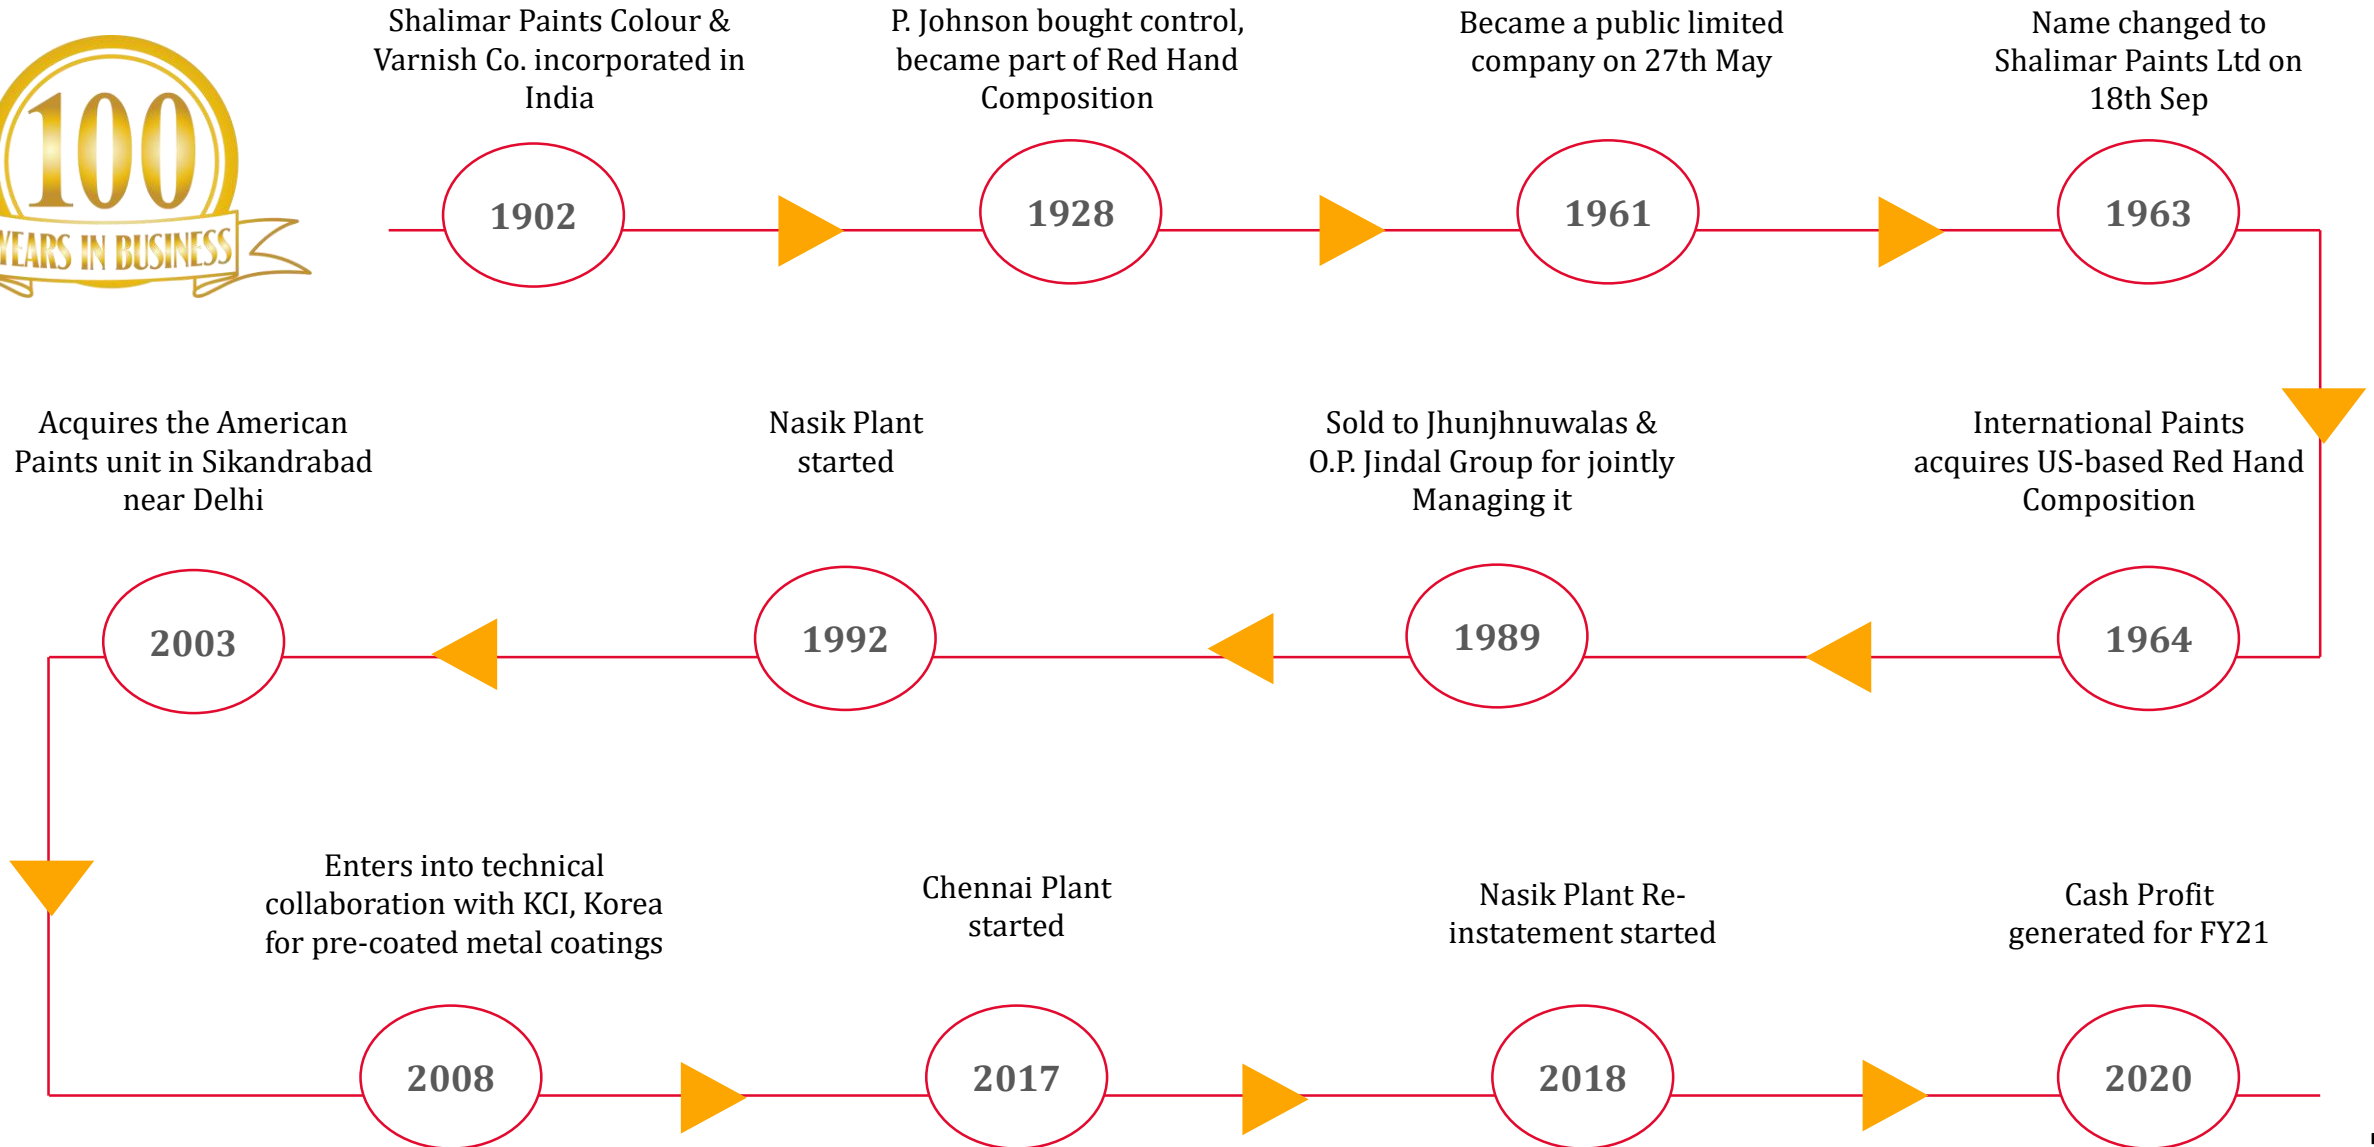 100
YEARS IN BUSINESS
Shalimar Paints Colour &
Varnish Co. incorporated in
India
1902
P. Johnson bought control,
became part of Red Hand
Composition
1928
Became a public limited
company on 27th May
1961
Name changed to
Shalimar Paints Ltd on
18th Sep
1963
International Paints
acquires US-based Red Hand
Composition
1964
Sold to Jhunjhnuwalas &
O.P. Jindal Group for jointly
Managing it
1989
Nasik Plant
started
1992
Acquires the American
Paints unit in Sikandrabad
near Delhi
2003
Enters into technical
collaboration with KCI, Korea
for pre-coated metal coatings
2008
Chennai Plant
started
2017
Nasik Plant Re-
instatement started
2018
Cash Profit
generated for FY21
2020